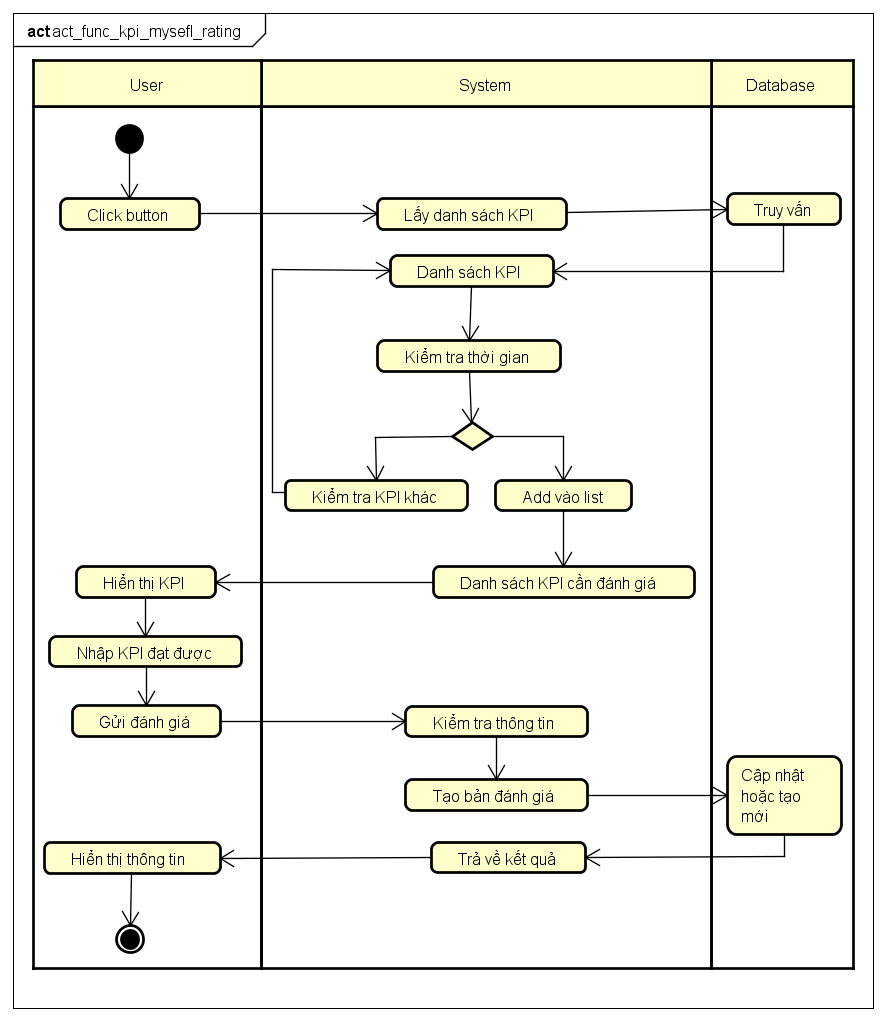 act act_func_kpi_mysefl_rating
User
System
Database
Click button
Lấy danh sách KPI
Truy vấn
Danh sách KPI
Kiểm tra thời gian
Kiểm tra KPI khác
Add vào list
Hiển thị KPI
Danh sách KPI cần đánh giá
Nhập KPI đạt được
Gửi đánh giá
Kiểm tra thông tin
Tạo bản đánh giá
Cập nhật
hoặc tạo
mới
Hiển thị thông tin
Trả về kết quả